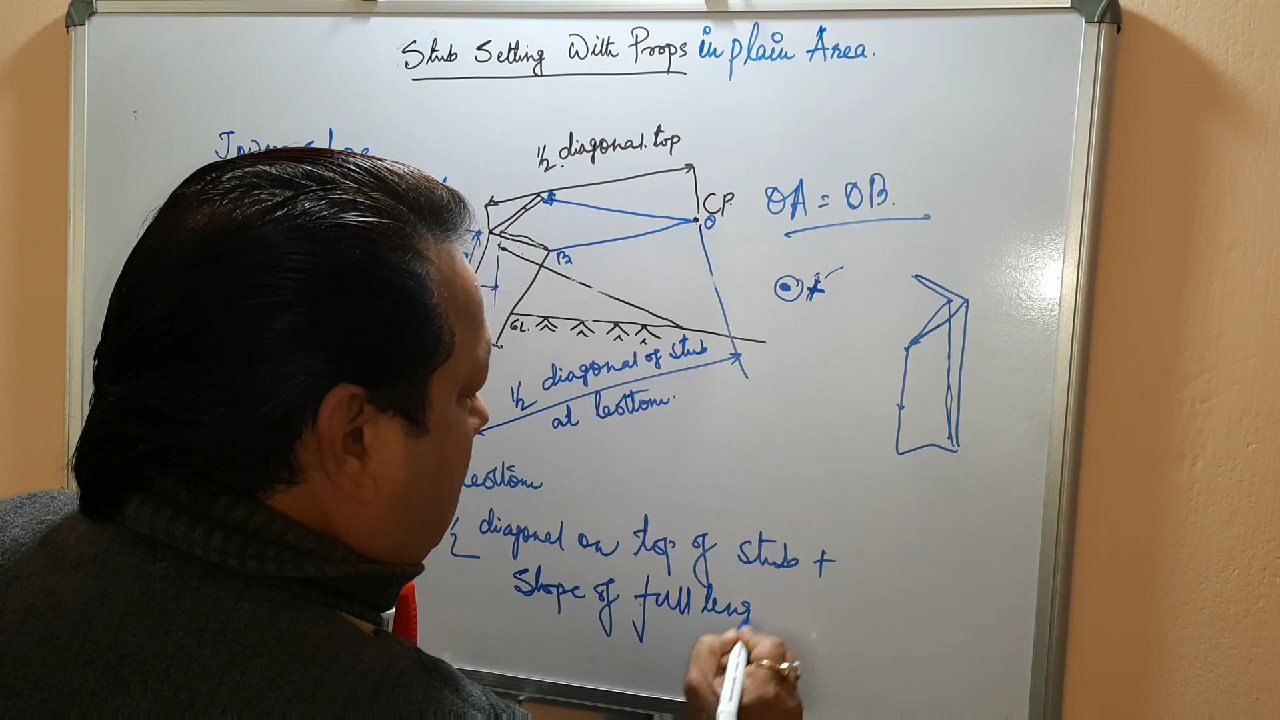 Stub Setting With Props in plain Area.
1/2 diagonal top
CP
O
A
B
OA = OB.
GL.
1/2 diagonal of stub
at bottom.
bottom
1/2 diagonal on top of stub +
Slope of full leng